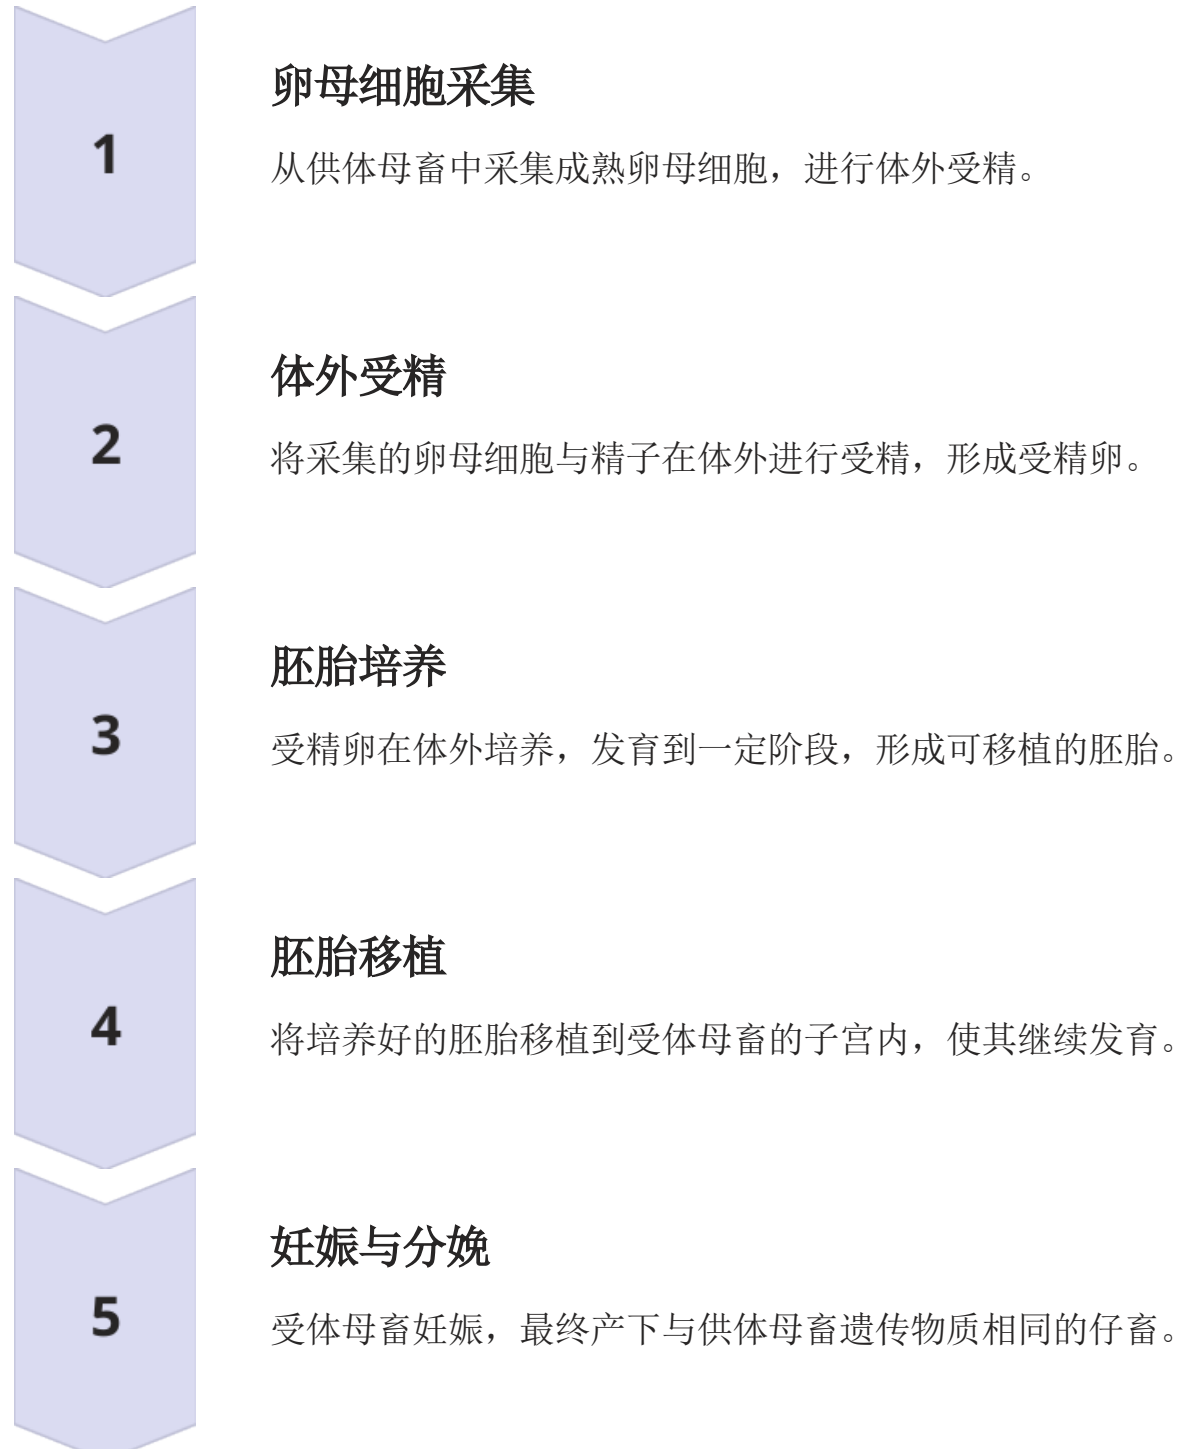 1
卵母细胞采集
从供体母畜中采集成熟卵母细胞，进行体外受精。
2
体外受精
将采集的卵母细胞与精子在体外进行受精，形成受精卵。
3
胚胎培养
受精卵在体外培养，发育到一定阶段，形成可移植的胚胎。
4
胚胎移植
将培养好的胚胎移植到受体母畜的子宫内，使其继续发育。
5
妊娠与分娩
受体母畜妊娠，最终产下与供体母畜遗传物质相同的仔畜。